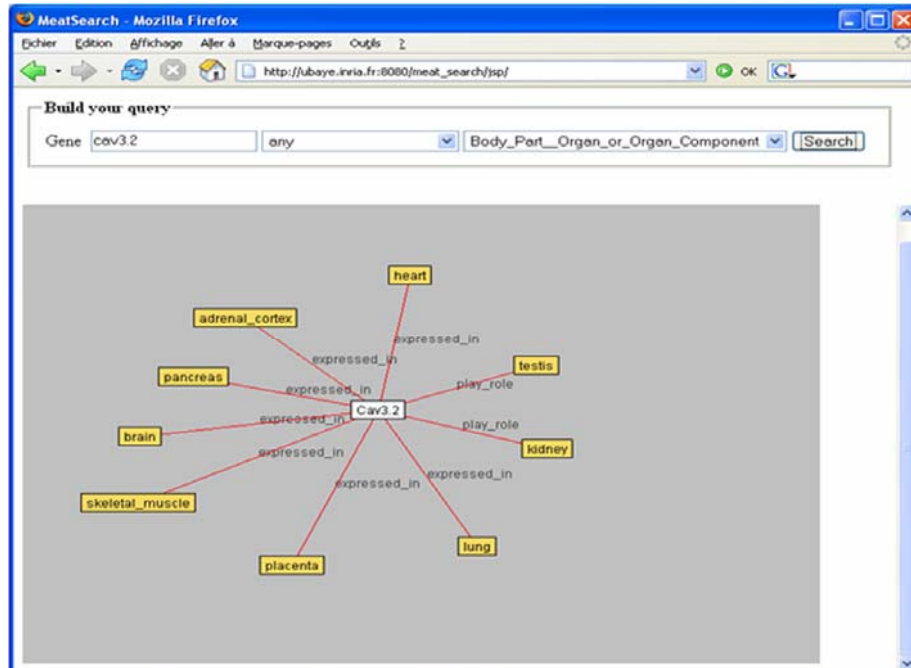 MeatSearch - Mozilla Firefox
Fichier Edition Affichage Aller à Marque-pages Outils ?
http://ubaye.inria.fr:8080/meat_search/jsp/ OK G
Build your query
Gene cav3.2 any Body_Part__Organ_or_Organ_Component Search
heart
adrenal_cortex
expressed_in
expressed_in
testis
pancreas
play_role
expressed_in
Cav3.2
expressed_in
play_role
brain
kidney
expressed_in
expressed_in
expressed_in
skeletal_muscle
lung
placenta